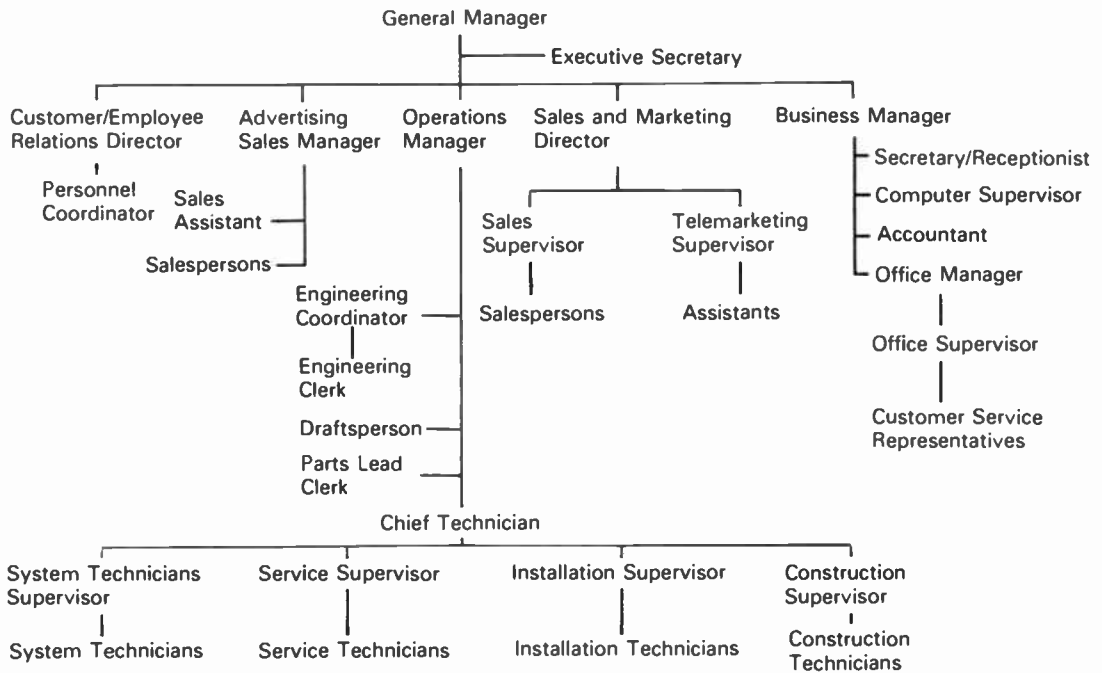 General Manager
Executive Secretary
Customer/Employee
Relations Director
Advertising
Sales Manager
Operations
Manager
Sales and Marketing
Director
Business Manager
Personnel
Coordinator
Sales
Assistant
Salespersons
Engineering
Coordinator
Engineering
Clerk
Draftsperson
Parts Lead
Clerk
Sales
Supervisor
Salespersons
Telemarketing
Supervisor
Assistants
Secretary/Receptionist
Computer Supervisor
Accountant
Office Manager
Office Supervisor
Customer Service
Representatives
Chief Technician
System Technicians
Supervisor
System Technicians
Service Supervisor
Service Technicians
Installation Supervisor
Installation Technicians
Construction
Supervisor
Construction
Technicians